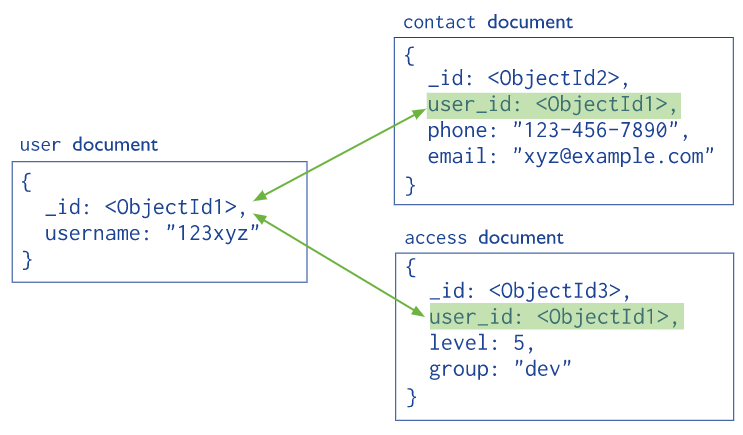 user document
{
_id: <ObjectId1>,
username: "123xyz"
}
contact document
{
_id: <ObjectId2>,
user_id: <ObjectId1>,
phone: "123-456-7890",
email: "xyz@example.com"
}
access document
{
_id: <ObjectId3>,
user_id: <ObjectId1>,
level: 5,
group: "dev"
}